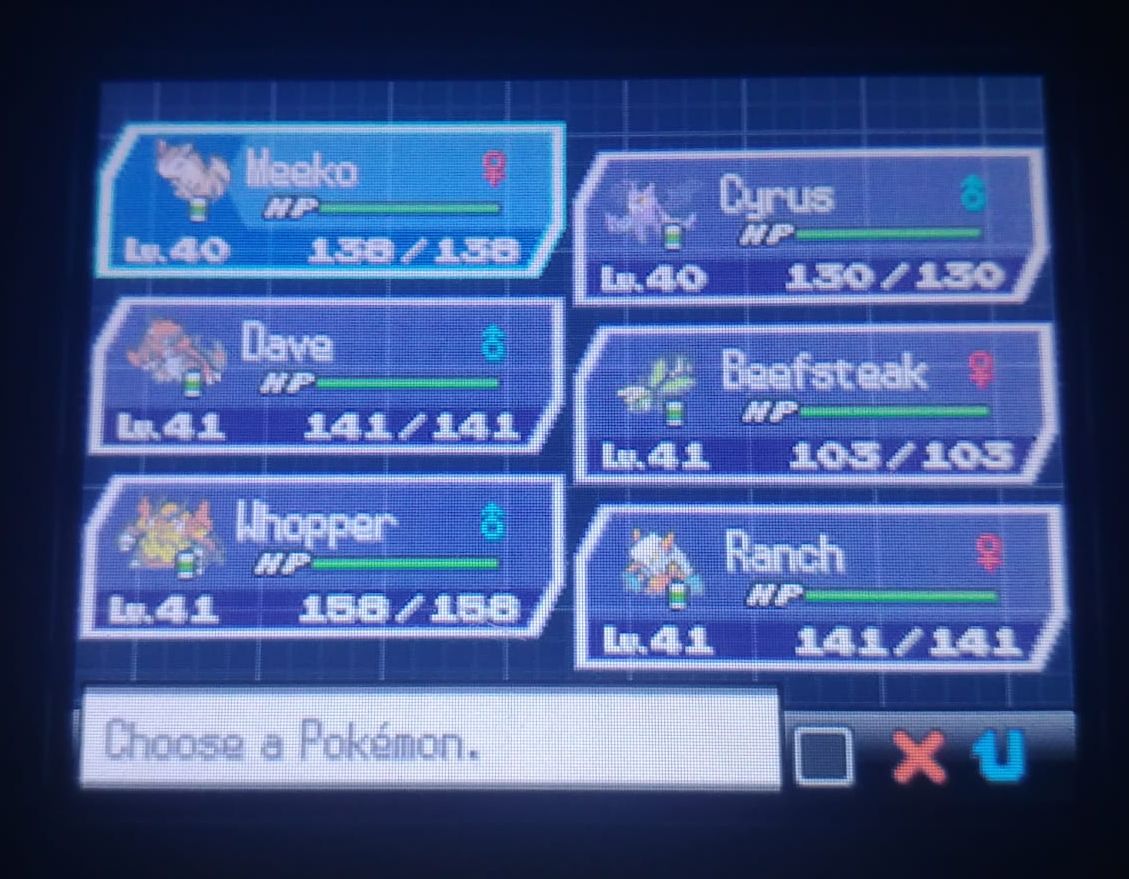 Meeko ♀
HP
Lv.40 138/138
Cyrus ♂
HP
Lv.40 130/130
Dave ♂
HP
Lv.41 141/141
Beefsteak ♀
HP
Lv.41 103/103
Whopper ♂
HP
Lv.41 158/158
Ranch ♀
HP
Lv.41 141/141
Choose a Pokémon.